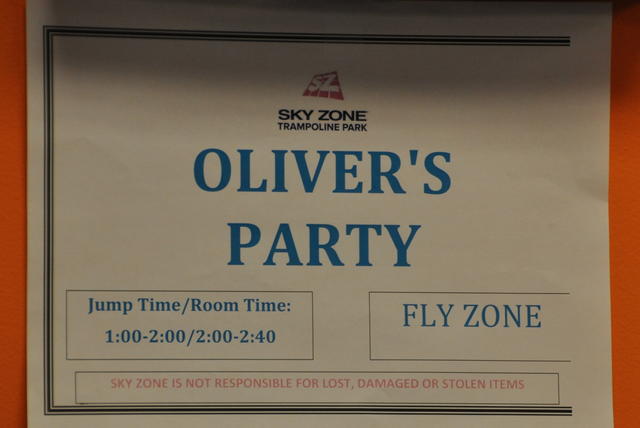 SZ
SKY ZONE
TRAMPOLINE PARK
OLIVER'S
PARTY
Jump Time/Room Time:
1:00-2:00/2:00-2:40
FLY ZONE
SKY ZONE IS NOT RESPONSIBLE FOR LOST, DAMAGED OR STOLEN ITEMS